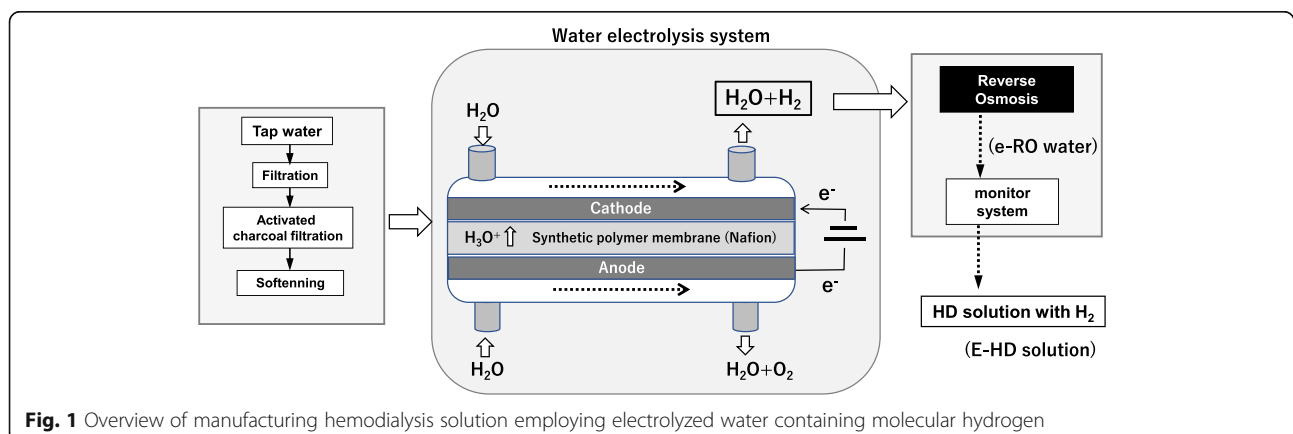 Water electrolysis system
Tap water
Filtration
Activated
charcoal filtration
Softenning
H₂O
H₂O+H₂
Cathode
H₃O⁺
Synthetic polymer membrane (Nafion)
Anode
e⁻
e⁻
H₂O
H₂O+O₂
Reverse
Osmosis
(e-RO water)
monitor
system
HD solution with H₂
(E-HD solution)
Fig. 1 Overview of manufacturing hemodialysis solution employing electrolyzed water containing molecular hydrogen